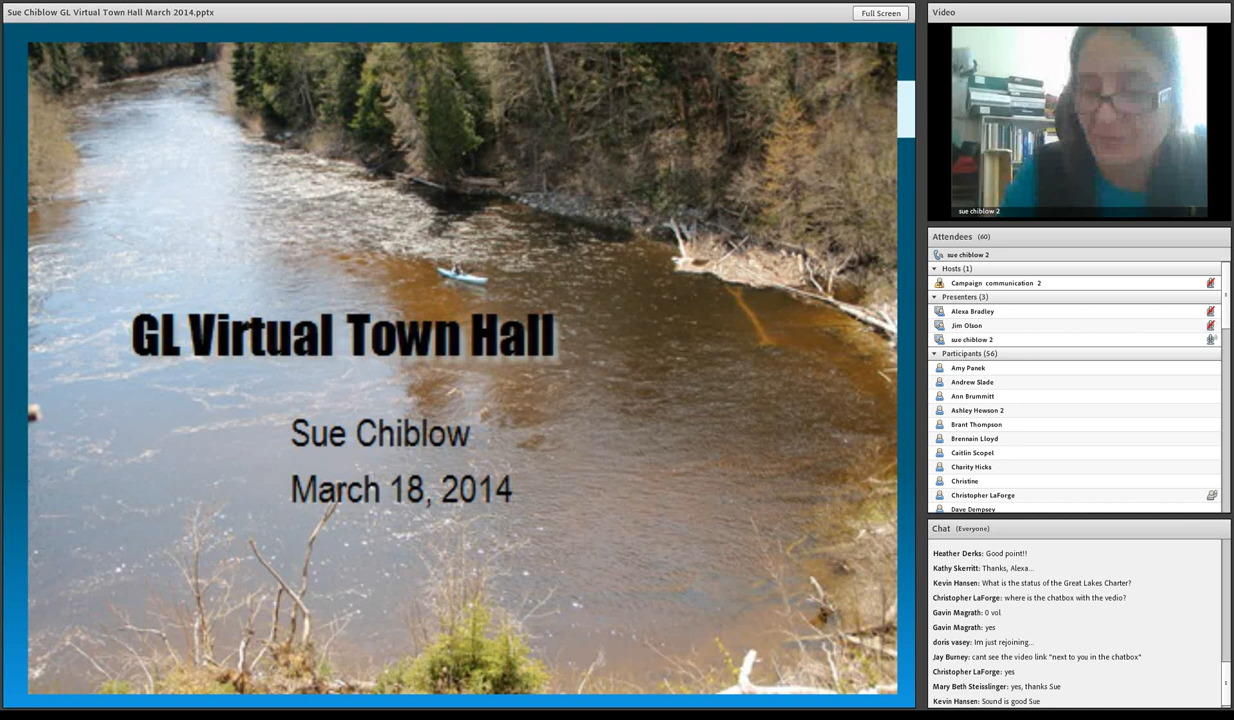 Sue Chiblow GL Virtual Town Hall March 2014.pptx
Full Screen
GL Virtual Town Hall
Sue Chiblow
March 18, 2014
Video
sue chiblow 2
Attendees (60)
sue chiblow 2
Hosts (1)
Campaign communication 2
Presenters (3)
Alexa Bradley
Jim Olson
sue chiblow 2
Participants (56)
Amy Panek
Andrew Slade
Ann Brummitt
Ashley Hewson 2
Brant Thompson
Brennain Lloyd
Caitlin Scopel
Charity Hicks
Christine
Christopher LaForge
Dave Dempsey
Chat (Everyone)
Heather Derks: Good point!!
Kathy Skerritt: Thanks, Alexa...
Kevin Hansen: What is the status of the Great Lakes Charter?
Christopher LaForge: where is the chatbox with the vedio?
Gavin Magrath: 0 vol
Gavin Magrath: yes
doris vasey: Im just rejoining...
Jay Burney: cant see the video link "next to you in the chatbox"
Christopher LaForge: yes
Mary Beth Steisslinger: yes, thanks Sue
Kevin Hansen: Sound is good Sue